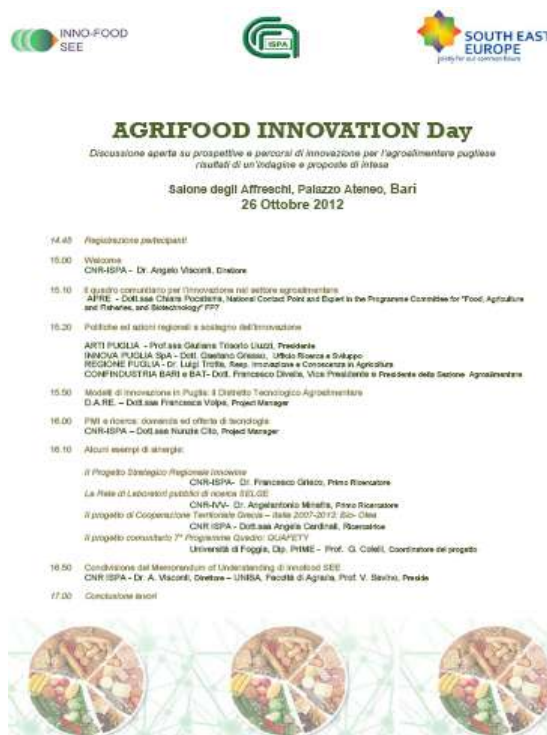 INNO-FOOD
SEE
ISPA
SOUTH EAST
EUROPE
jointly for our common future
AGRIFOOD INNOVATION Day
Discussione aperta su prospettive e percorsi di innovazione per l'agroalimentare pugliese
risultati di un'indagine e proposte di intesa
Salone degli Affreschi, Palazzo Ateneo, Bari
26 Ottobre 2012
14.45 Registrazione partecipanti
15.00 Welcome
CNR-ISPA - Dr. Angelo Visconti, Direttore
15.10 Il quadro comunitario per l'innovazione nel settore agroalimentare
APRE - Dott.ssa Chiara Pocaterra, National Contact Point and Expert in the Programme Committee for "Food, Agriculture
and Fisheries, and Biotechnology" FP7
15.20 Politiche ed azioni regionali a sostegno dell'innovazione
ARTI PUGLIA - Prof.ssa Giuliana Trisorio Liuzzi, Presidente
INNOVA PUGLIA SpA - Dott. Gaetano Grasso, Ufficio Ricerca e Sviluppo
REGIONE PUGLIA - Dr. Luigi Trotta, Resp. Innovazione e Conoscenza in Agricoltura
CONFINDUSTRIA BARI e BAT- Dott. Francesco Divella, Vice Presidente e Presidente della Sezione Agroalimentare
15.50 Modelli di Innovazione in Puglia: il Distretto Tecnologico Agroalimentare
D.A.RE. – Dott.ssa Francesca Volpe, Project Manager
16.00 PMI e ricerca: domanda ed offerta di tecnologia
CNR-ISPA – Dott.ssa Nunzia Cito, Project Manager
16.10 Alcuni esempi di sinergie:
Il Progetto Strategico Regionale Innowine
CNR-ISPA- Dr. Francesco Grieco, Primo Ricercatore
La Rete di Laboratori pubblici di ricerca SELGE
CNR-IVV- Dr. Angelantonio Minafra, Primo Ricercatore
Il progetto di Cooperazione Territoriale Grecia – Italia 2007-2013: Bio- Olea
CNR ISPA - Dott.ssa Angela Cardinali, Ricercatrice
Il progetto comunitario 7° Programma Quadro: QUAFETY
Università di Foggia, Dip. PRIME – Prof. G. Colelli, Coordinatore del progetto
16.50 Condivisione del Memorandum of Understanding di Innofood SEE
CNR ISPA - Dr. A. Visconti, Direttore – UNISA, Facoltà di Agraria, Prof. V. Savino, Preside
17.00 Conclusione lavori